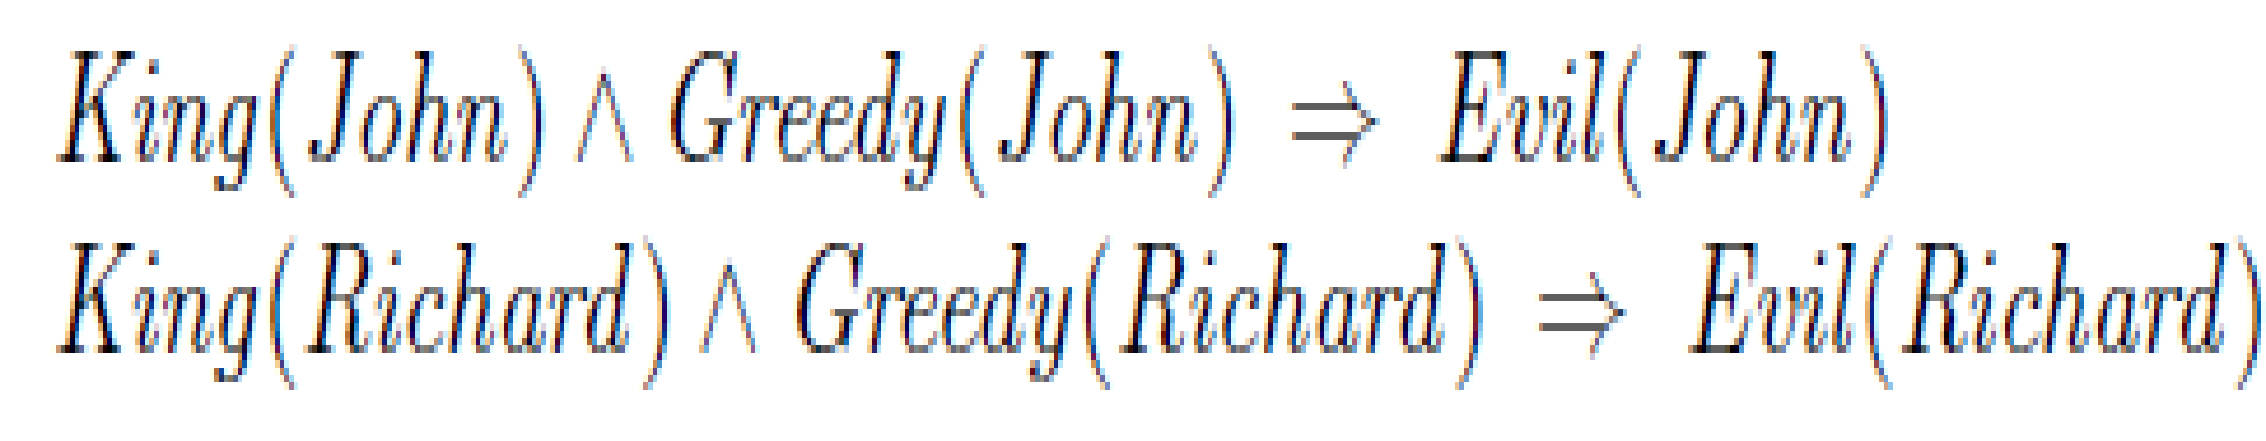 King(John) ∧ Greedy(John) ⇒ Evil(John)
King(Richard) ∧ Greedy(Richard) ⇒ Evil(Richard)